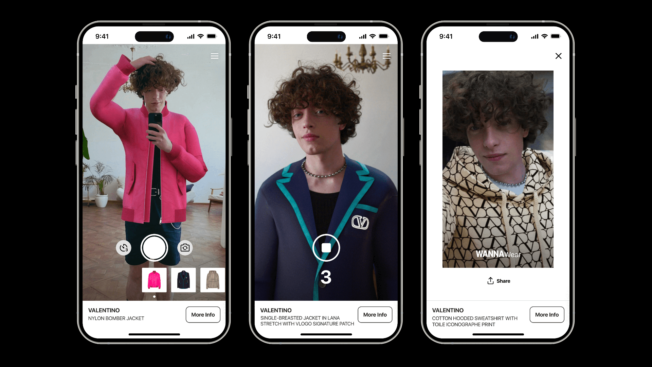 9:41
VALENTINO
NYLON BOMBER JACKET
More Info
9:41
3
VALENTINO
SINGLE-BREASTED JACKET IN LANA
STRETCH WITH VLOGO SIGNATURE PATCH
More Info
9:41
WANNAWear
Share
VALENTINO
COTTON HOODED SWEATSHIRT WITH
TOILE ICONOGRAPHE PRINT
More Info